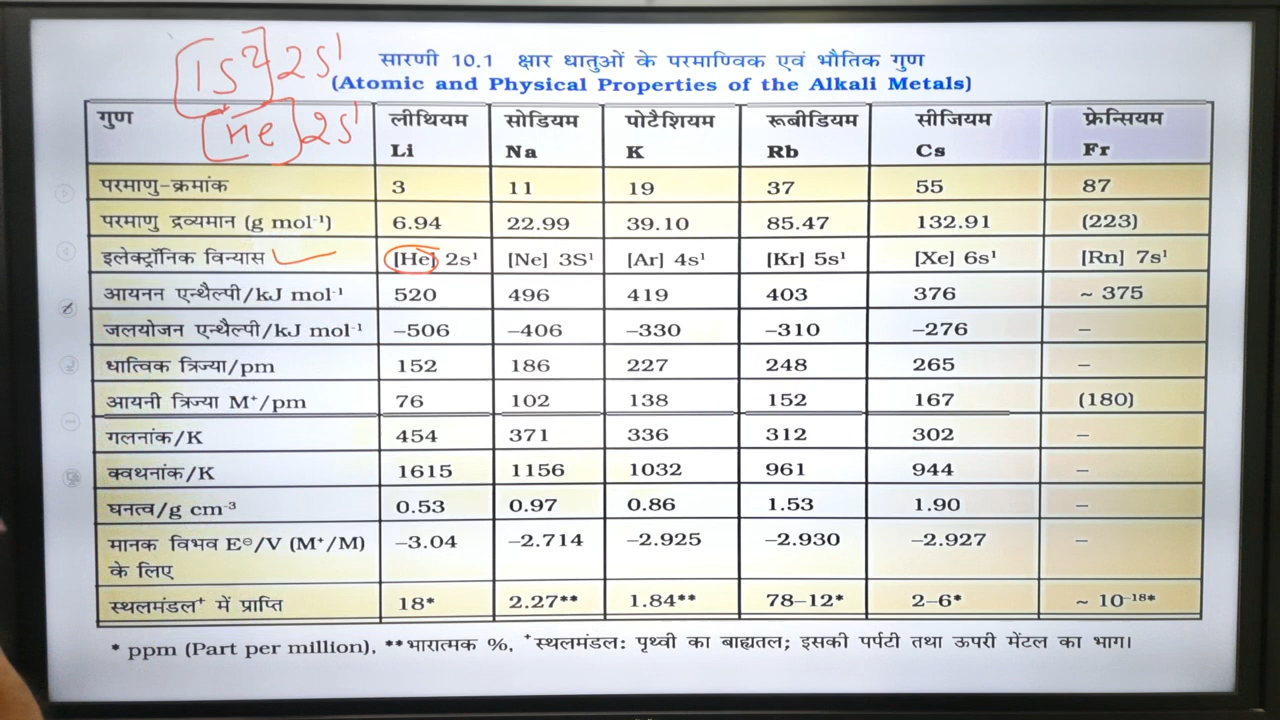 [1S²]2S¹
[He]2S¹
सारणी 10.1 क्षार धातुओं के परमाण्विक एवं भौतिक गुण
(Atomic and Physical Properties of the Alkali Metals)
गुण लीथियम सोडियम पोटैशियम रूबीडियम सीजियम फ्रेन्सियम
Li Na K Rb Cs Fr
परमाणु-क्रमांक 3 11 19 37 55 87
परमाणु द्रव्यमान (g mol⁻¹) 6.94 22.99 39.10 85.47 132.91 (223)
इलेक्ट्रॉनिक विन्यास [He] 2s¹ [Ne] 3S¹ [Ar] 4s¹ [Kr] 5s¹ [Xe] 6s¹ [Rn] 7s¹
आयनन एन्थैल्पी/kJ mol⁻¹ 520 496 419 403 376 ~ 375
जलयोजन एन्थैल्पी/kJ mol⁻¹ –506 –406 –330 –310 –276 –
धात्विक त्रिज्या/pm 152 186 227 248 265 –
आयनी त्रिज्या M⁺/pm 76 102 138 152 167 (180)
गलनांक/K 454 371 336 312 302 –
क्वथनांक/K 1615 1156 1032 961 944 –
घनत्व/g cm⁻³ 0.53 0.97 0.86 1.53 1.90 –
मानक विभव E⊖/V (M⁺/M) –3.04 –2.714 –2.925 –2.930 –2.927 –
के लिए
स्थलमंडल⁺ में प्राप्ति 18* 2.27** 1.84** 78–12* 2–6* ~ 10⁻¹⁸*
* ppm (Part per million), **भारात्मक %, ⁺स्थलमंडल: पृथ्वी का बाह्यतल; इसकी पर्पटी तथा ऊपरी मेंटल का भाग।